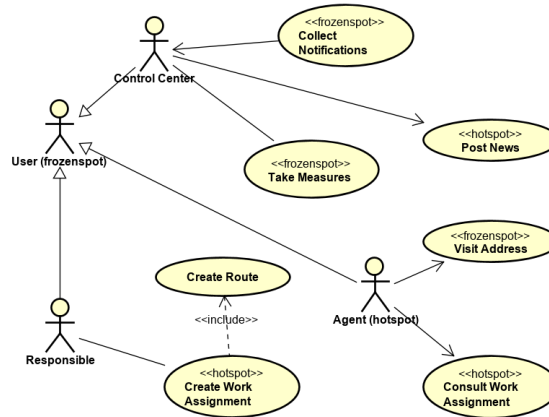 <<frozenspot>>
Collect
Notifications
Control Center
<<hotspot>>
Post News
User (frozenspot)
<<frozenspot>>
Take Measures
<<frozenspot>>
Visit Address
Create Route
Agent (hotspot)
<<include>>
Responsible
<<hotspot>>
Create Work
Assignment
<<hotspot>>
Consult Work
Assignment